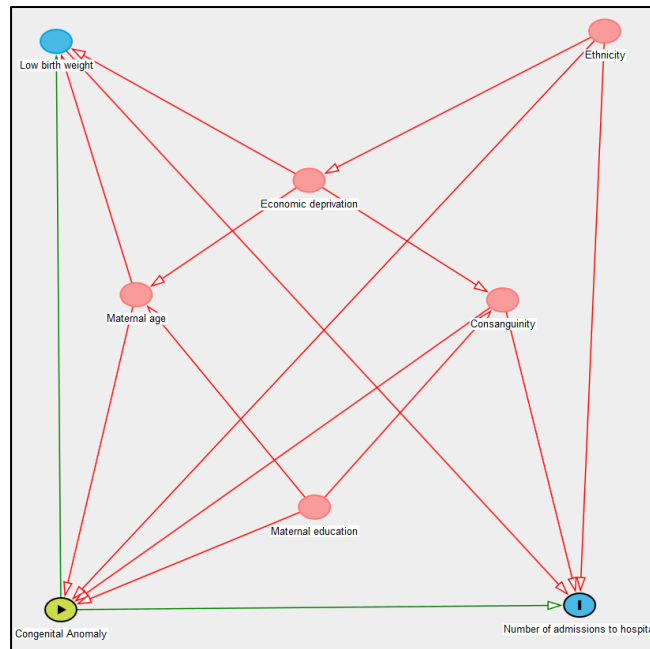 Low birth weight
Ethnicity
Economic deprivation
Maternal age
Consanguinity
Maternal education
Congenital Anomaly
Number of admissions to hospita